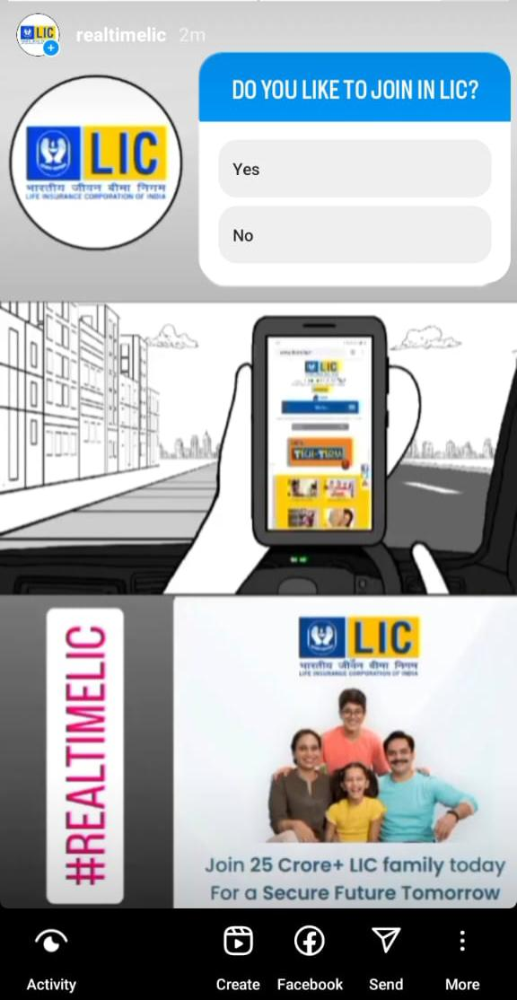 LIC
realtimelic 2m
DO YOU LIKE TO JOIN IN LIC?
LIC
भारतीय जीवन बीमा निगम
LIFE INSURANCE CORPORATION OF INDIA
Yes
No
LIC
#REALTIMELIC
LIC
भारतीय जीवन बीमा निगम
LIFE INSURANCE CORPORATION OF INDIA
Join 25 Crore+ LIC family today
For a Secure Future Tomorrow
Activity
Create
Facebook
Send
More